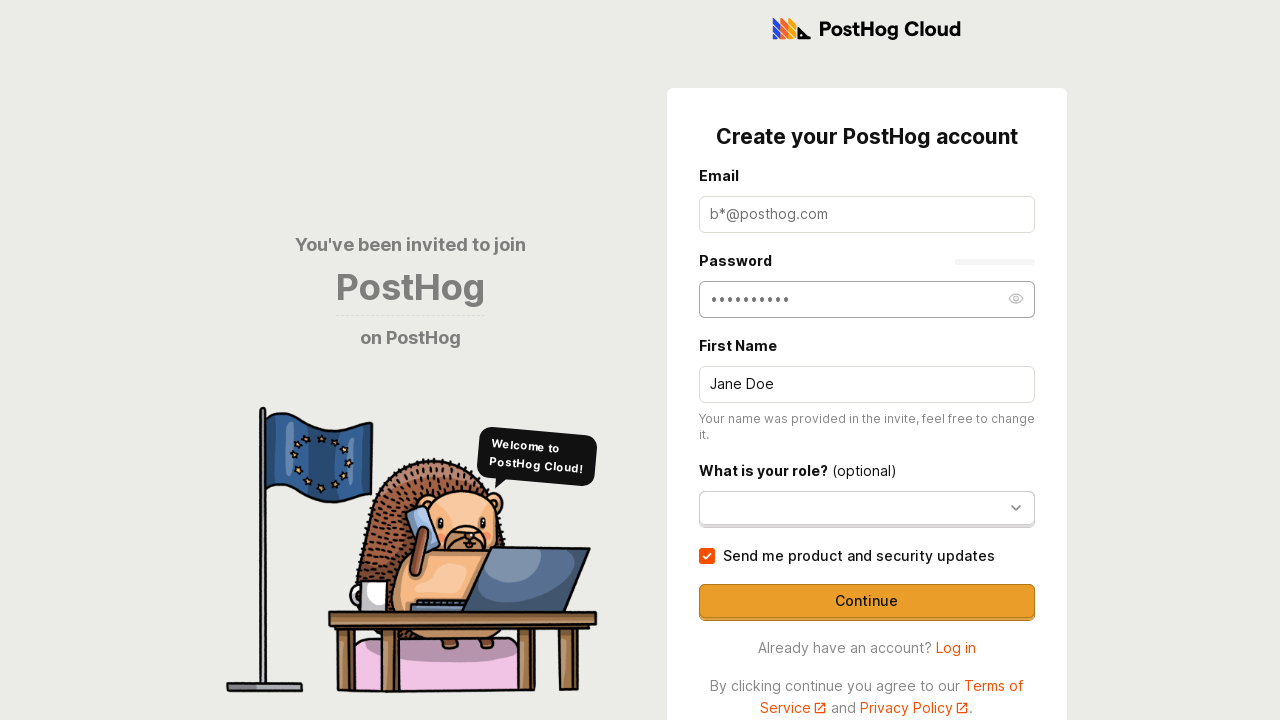 PostHog Cloud
You've been invited to join
PostHog
on PostHog
Welcome to
PostHog Cloud!
Create your PostHog account
Email
b*@posthog.com
Password
••••••••••
First Name
Jane Doe
Your name was provided in the invite, feel free to change
it.
What is your role? (optional)
Send me product and security updates
Continue
Already have an account? Log in
By clicking continue you agree to our Terms of
Service and Privacy Policy.